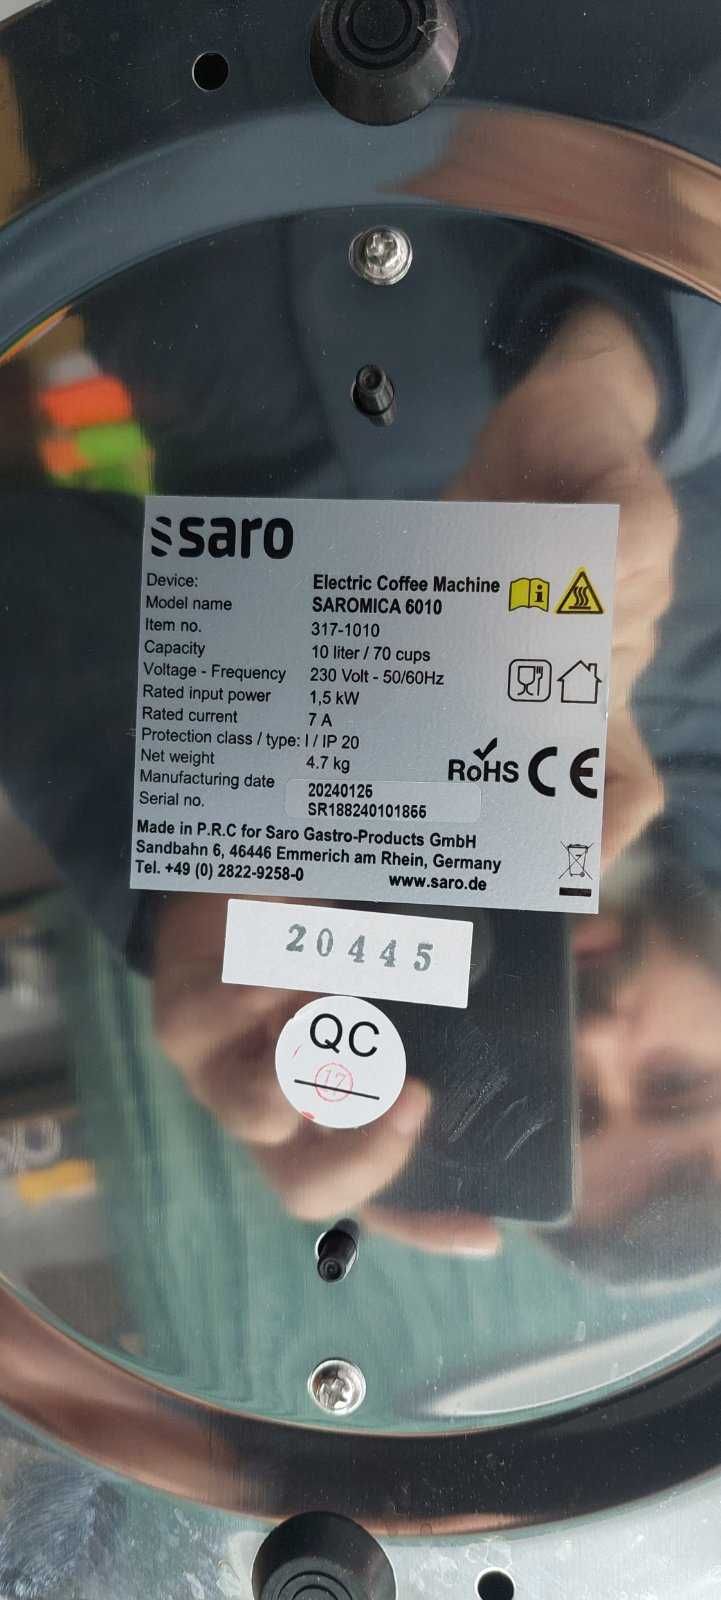 saro
Device: Electric Coffee Machine
Model name SAROMICA 6010
Item no. 317-1010
Capacity 10 liter / 70 cups
Voltage - Frequency 230 Volt - 50/60Hz
Rated input power 1,5 kW
Rated current 7 A
Protection class / type: I / IP 20
Net weight 4.7 kg
RoHS CE
Manufacturing date 20240126
Serial no. SR188240101866
Made in P.R.C for Saro Gastro-Products GmbH
Sandbahn 6, 46446 Emmerich am Rhein, Germany
Tel. +49 (0) 2822-9258-0 www.saro.de
20445
QC
17